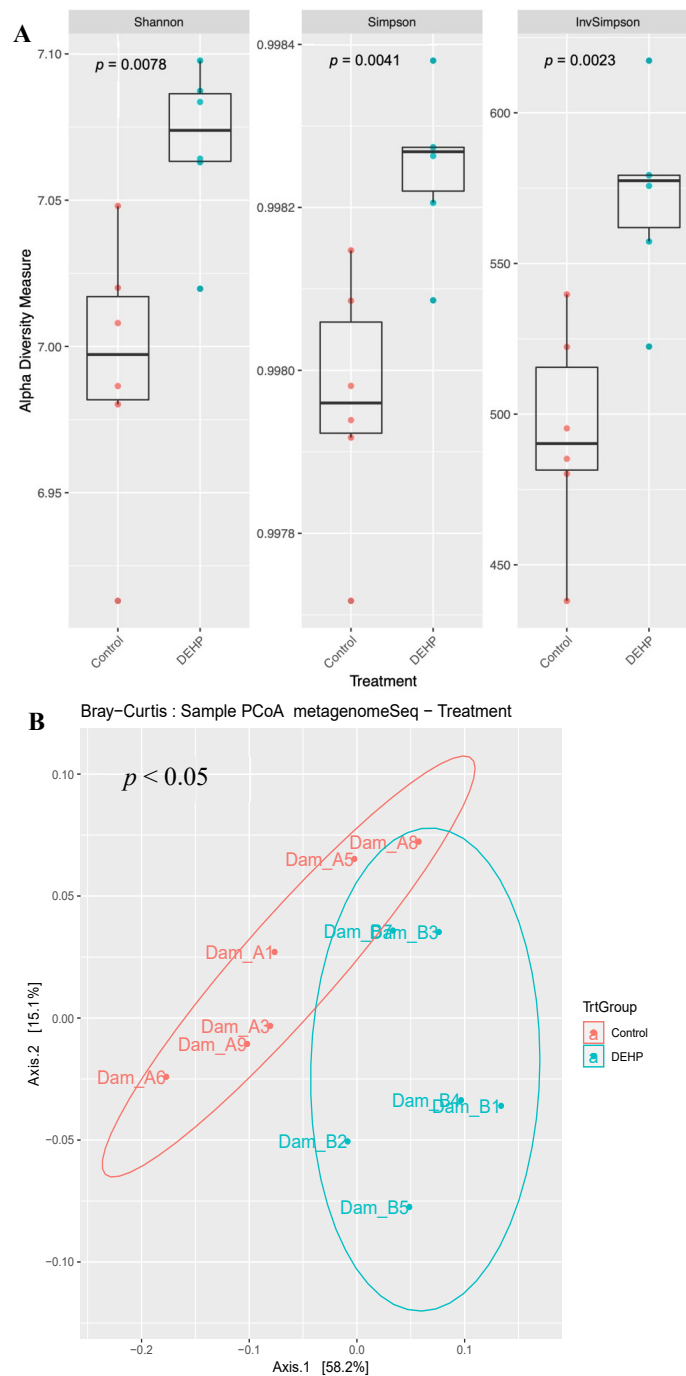 A
Shannon
Simpson
InvSimpson
p = 0.0078
p = 0.0041
p = 0.0023
Alpha Diversity Measure
7.10
7.05
7.00
6.95
0.9984
0.9982
0.9980
0.9978
600
550
500
450
Control
DEHP
Control
DEHP
Control
DEHP
Treatment
B
Bray−Curtis : Sample PCoA metagenomeSeq − Treatment
p < 0.05
0.10
0.05
0.00
−0.05
−0.10
Axis.2 [15.1%]
Dam_A8
Dam_A5
Dam_B7
Dam_B3
Dam_A1
Dam_A3
Dam_A9
Dam_A6
Dam_B4
Dam_B1
Dam_B2
Dam_B5
TrtGroup
a Control
a DEHP
−0.2
−0.1
0.0
0.1
Axis.1 [58.2%]